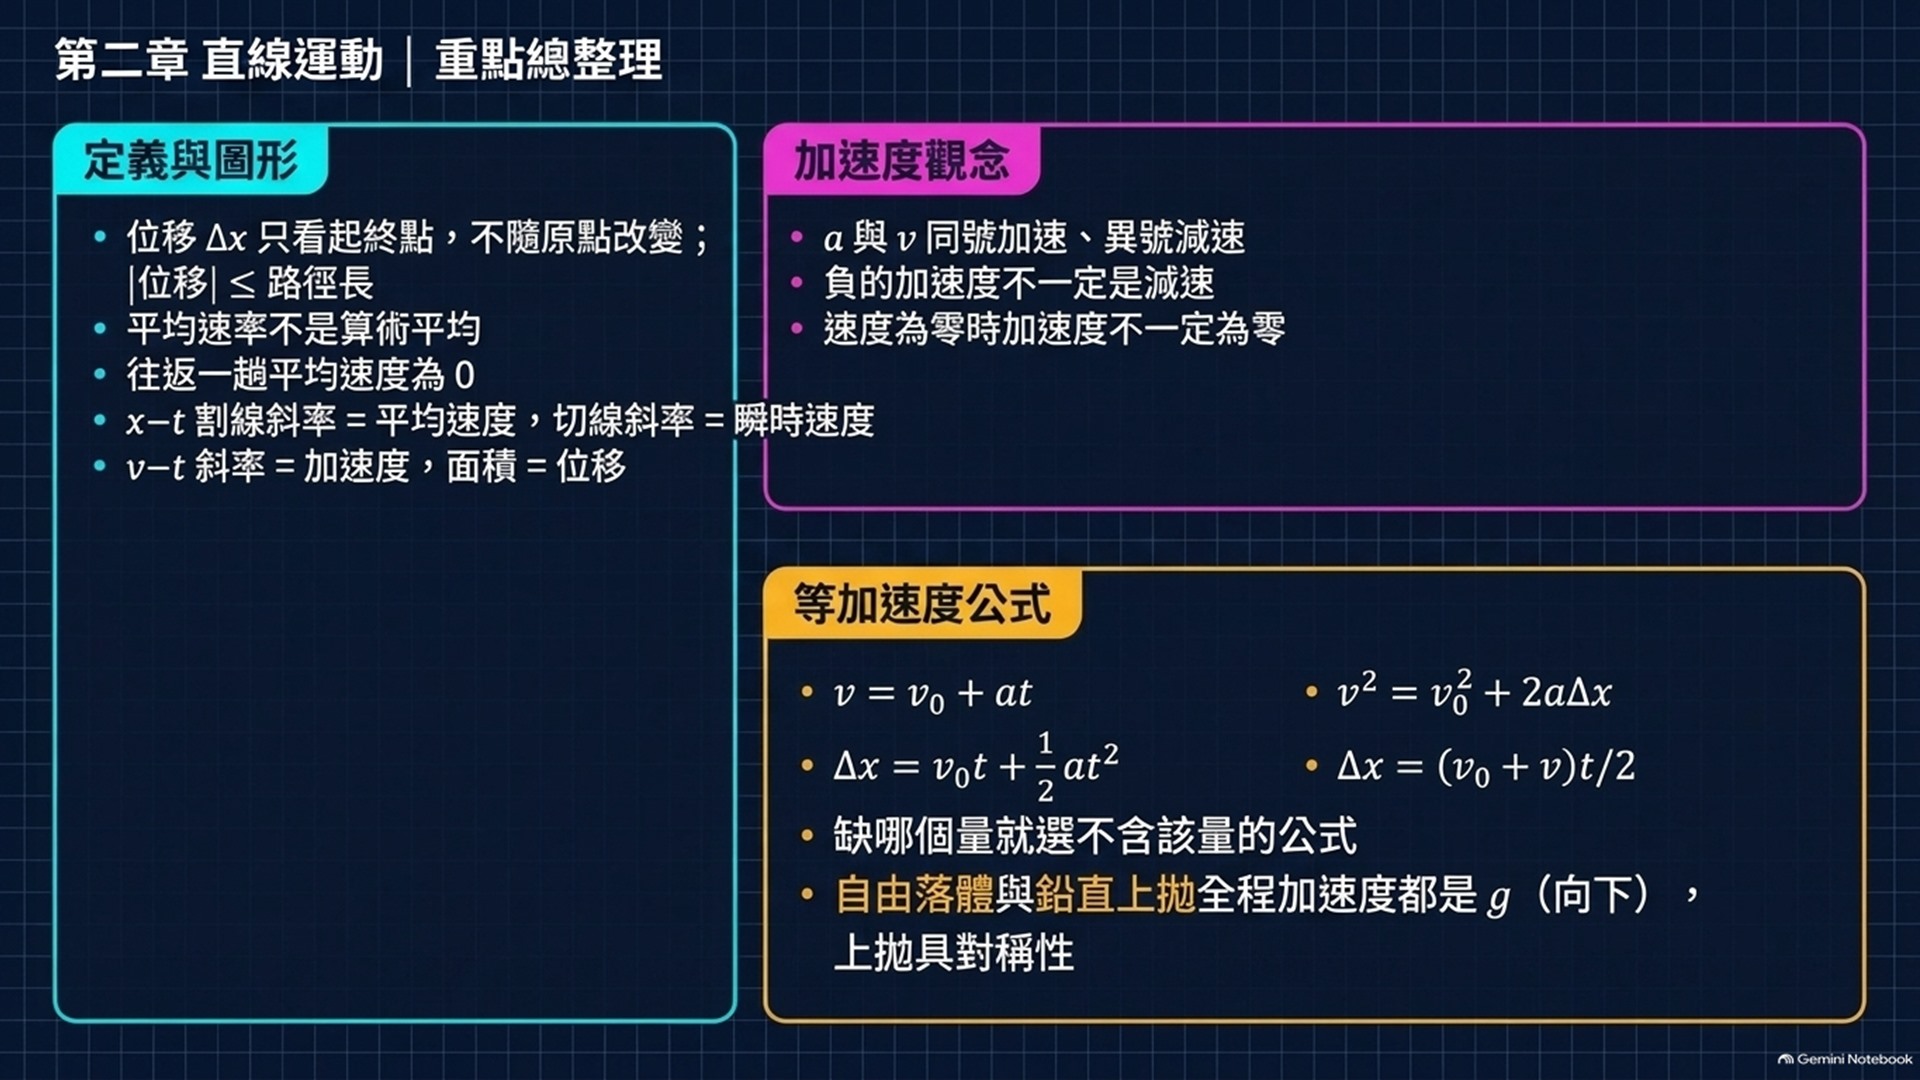 第二章 直線運動｜重點總整理
定義與圖形
• 位移 Δx 只看起終點，不隨原點改變；
|位移| ≤ 路徑長
• 平均速率不是算術平均
• 往返一趟平均速度為 0
• x−t 割線斜率 = 平均速度，切線斜率 = 瞬時速度
• v−t 斜率 = 加速度，面積 = 位移
加速度觀念
• a 與 v 同號加速、異號減速
• 負的加速度不一定是減速
• 速度為零時加速度不一定為零
等加速度公式
• v = v₀ + at
• v² = v₀² + 2aΔx
• Δx = v₀t + ½at²
• Δx = (v₀ + v)t/2
• 缺哪個量就選不含該量的公式
• 自由落體與鉛直上拋全程加速度都是 g（向下），
上拋具對稱性
Gemini Notebook